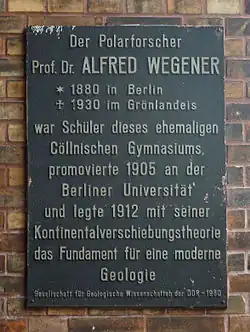 Der Polarforscher
Prof. Dr. ALFRED WEGENER
* 1880 in Berlin
✝ 1930 im Grönlandeis
war Schüler dieses ehemaligen
Cöllnischen Gymnasiums,
promovierte 1905 an der
Berliner Universität
und legte 1912 mit seiner
Kontinentalverschiebungstheorie
das Fundament für eine moderne
Geologie
Gesellschaft für Geologische Wissenschaften der DDR - 1980